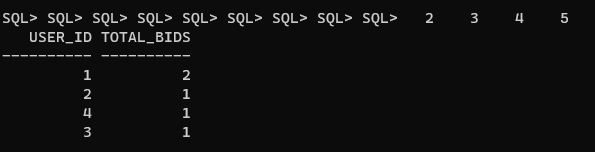 SQL> SQL> SQL> SQL> SQL> SQL> SQL> SQL> SQL>   2    3    4    5
   USER_ID TOTAL_BIDS
---------- ----------
         1          2
         2          1
         4          1
         3          1